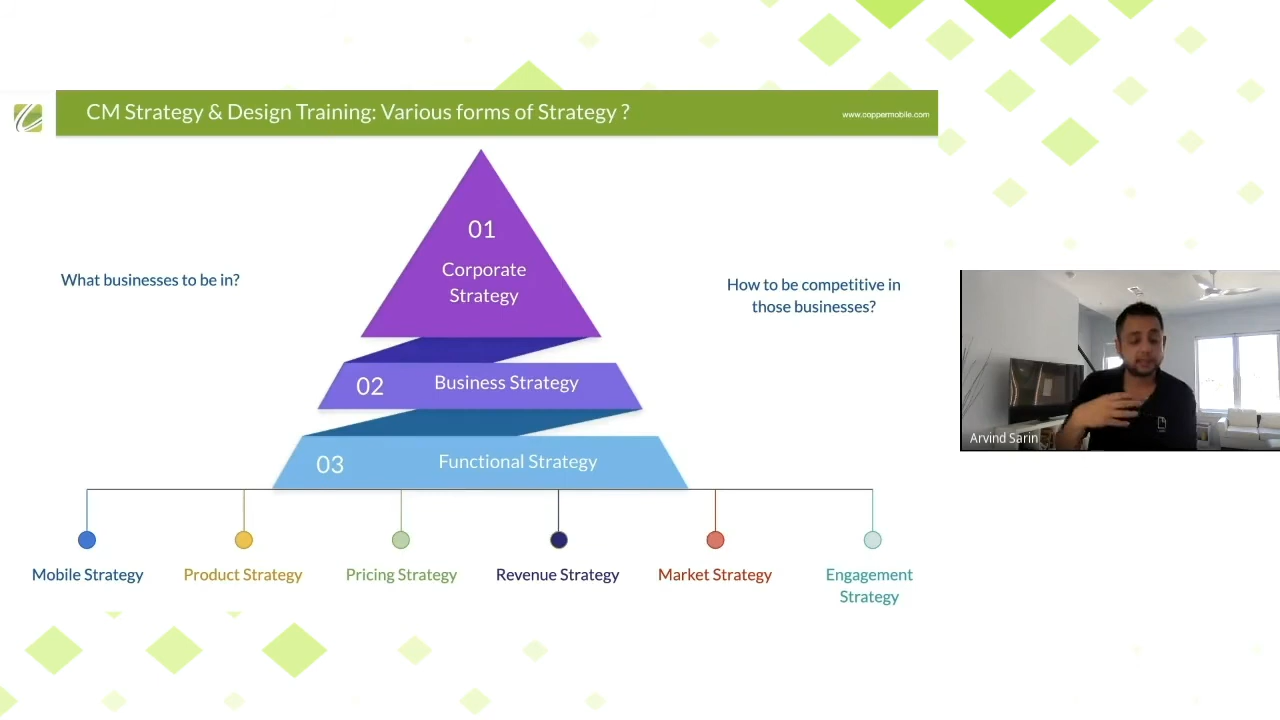 CM Strategy & Design Training: Various forms of Strategy ?
www.coppermobile.com
01
Corporate
Strategy
What businesses to be in?
How to be competitive in
those businesses?
02
Business Strategy
03
Functional Strategy
Mobile Strategy
Product Strategy
Pricing Strategy
Revenue Strategy
Market Strategy
Engagement
Strategy
Arvind Sarin